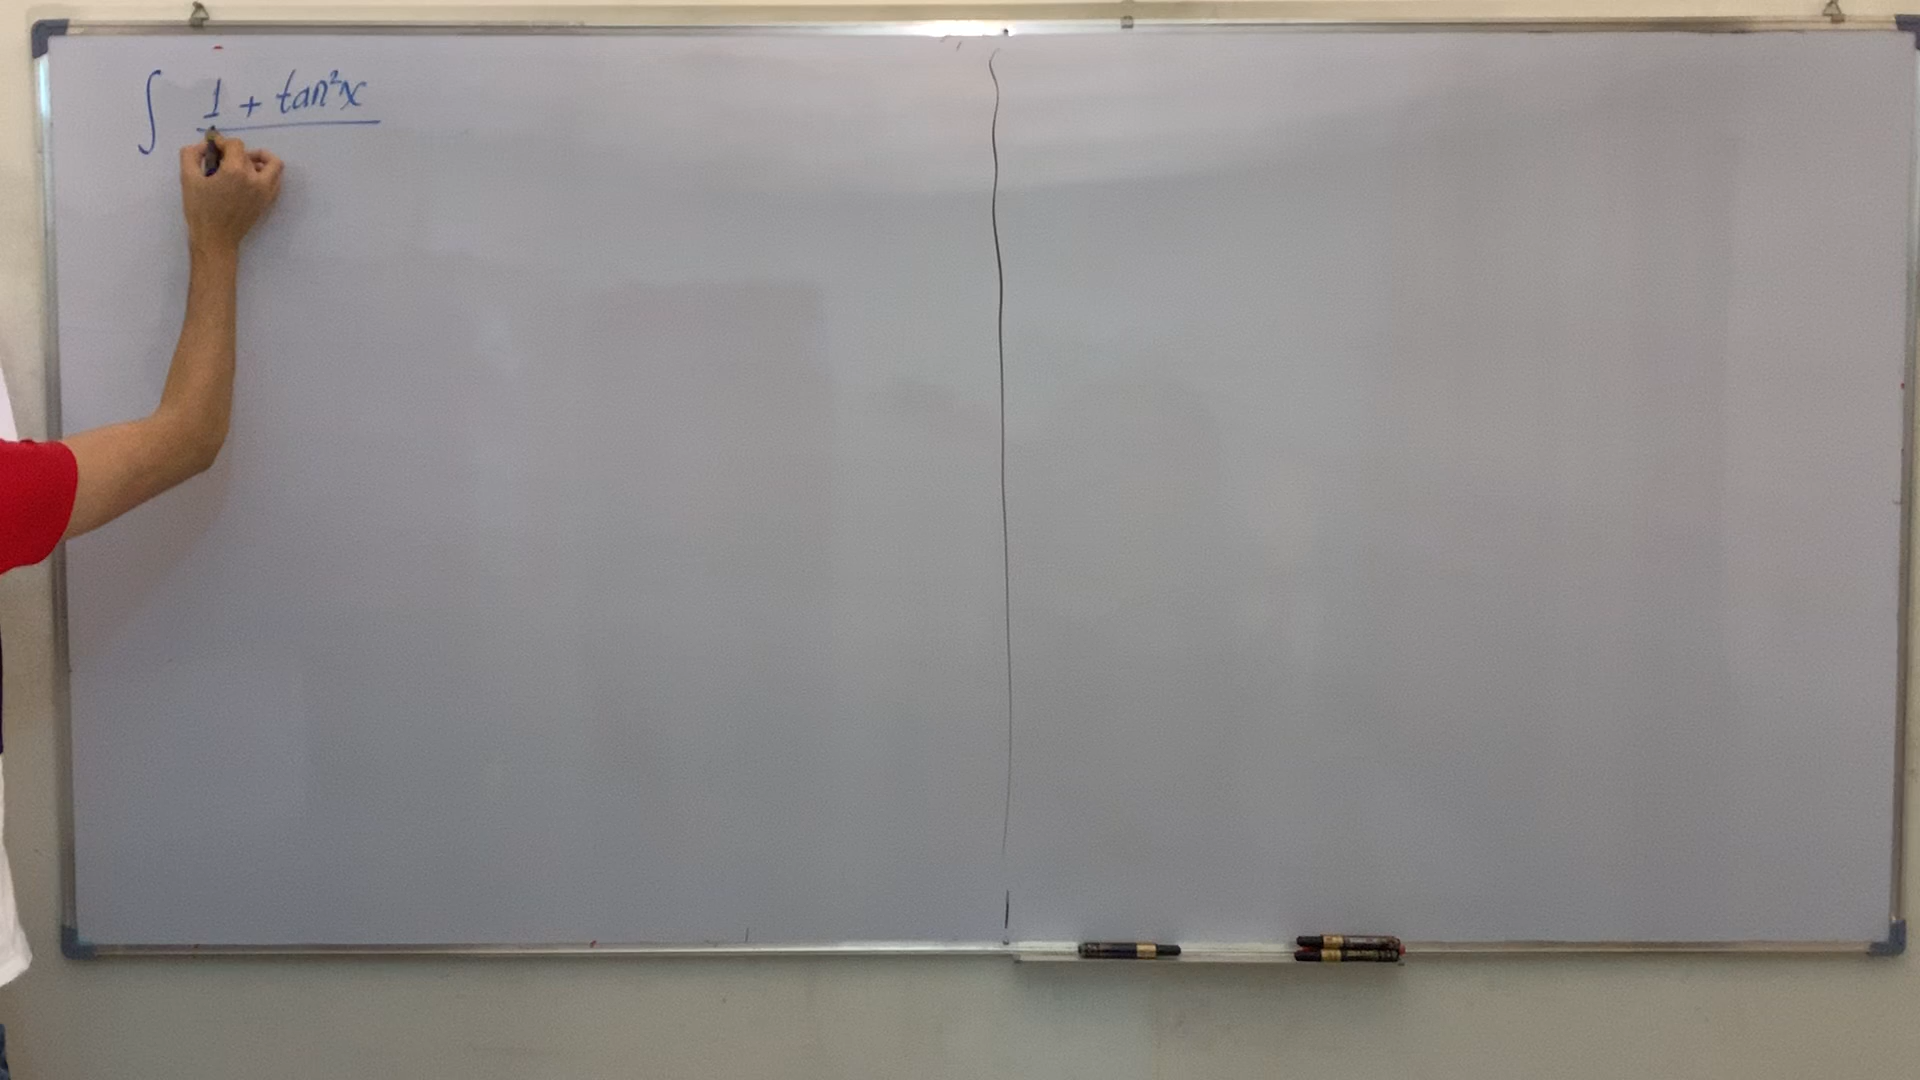 ∫ 1 + tan²x